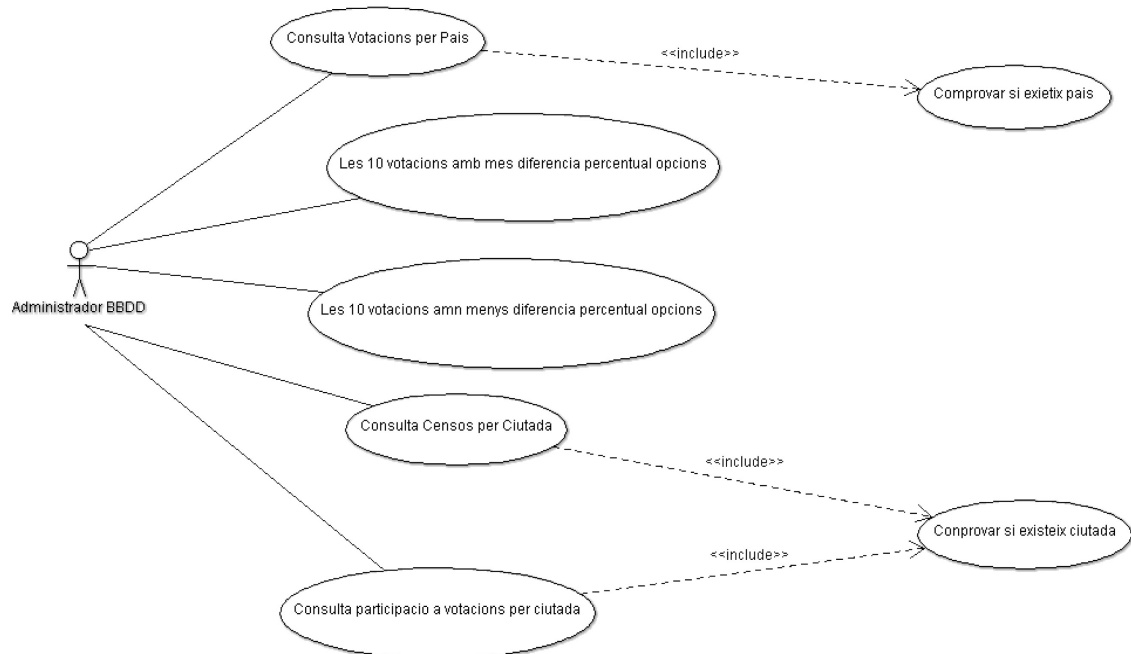 Consulta Votacions per Pais
<<include>>
Comprovar si exietix pais
Les 10 votacions amb mes diferencia percentual opcions
Administrador BBDD
Les 10 votacions amn menys diferencia percentual opcions
Consulta Censos per Ciutada
<<include>>
Conprovar si existeix ciutada
<<include>>
Consulta participacio a votacions per ciutada